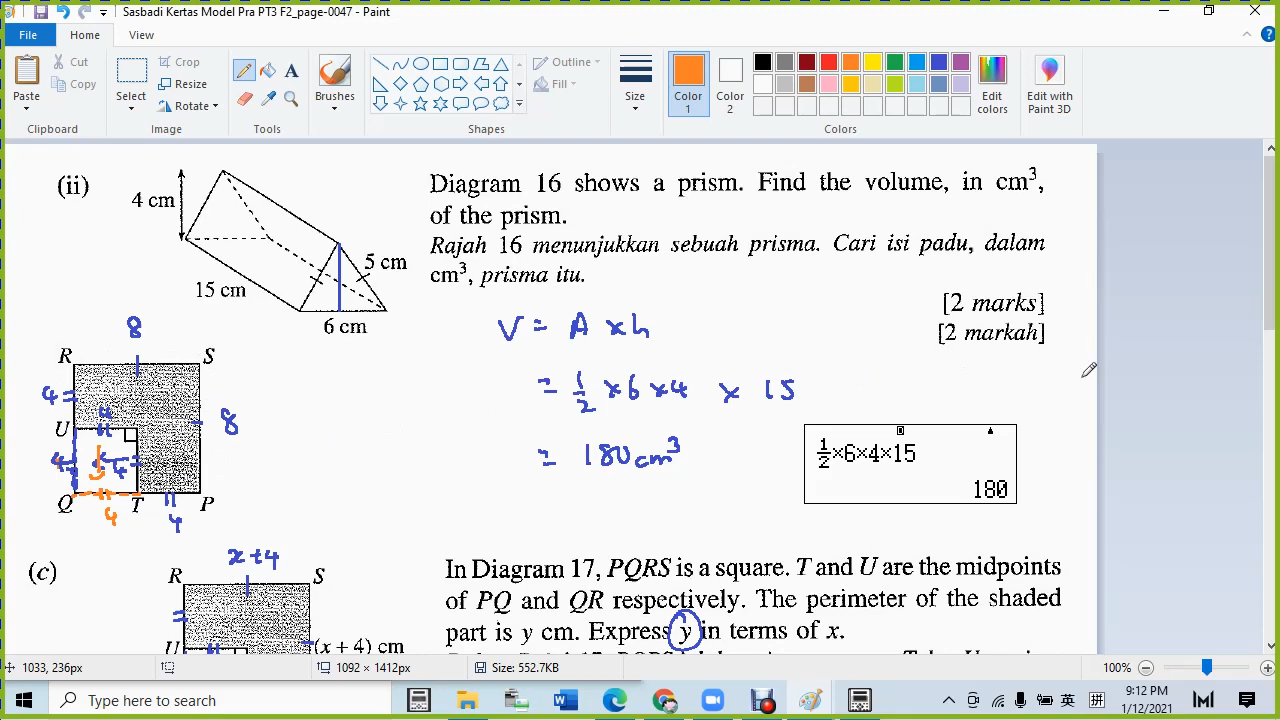 Sasbadi Kertas Model Pra PT3 F2_page-0047 - Paint
File Home View
Paste
Cut
Copy
Clipboard
Select
Crop
Resize
Rotate
Image
A
Tools
Brushes
Outline
Fill
Shapes
Size
Color 1
Color 2
Edit colors
Colors
Edit with Paint 3D
(ii)
4 cm
5 cm
15 cm
6 cm
Diagram 16 shows a prism. Find the volume, in cm³,
of the prism.
Rajah 16 menunjukkan sebuah prisma. Cari isi padu, dalam
cm³, prisma itu.
[2 marks]
[2 markah]
V = A × h
= 1/2 × 6 × 4 × 15
= 180 cm³
1/2×6×4×15
180
8
R S
4
4
U
8
4
4
Q T P
4
4
(c)
x + 4
R S
U
(x + 4) cm
In Diagram 17, PQRS is a square. T and U are the midpoints
of PQ and QR respectively. The perimeter of the shaded
part is y cm. Express y in terms of x.
1033, 236px
1092 × 1412px
Size: 552.7KB
100%
Type here to search
英
拼
9:12 PM
1/12/2021